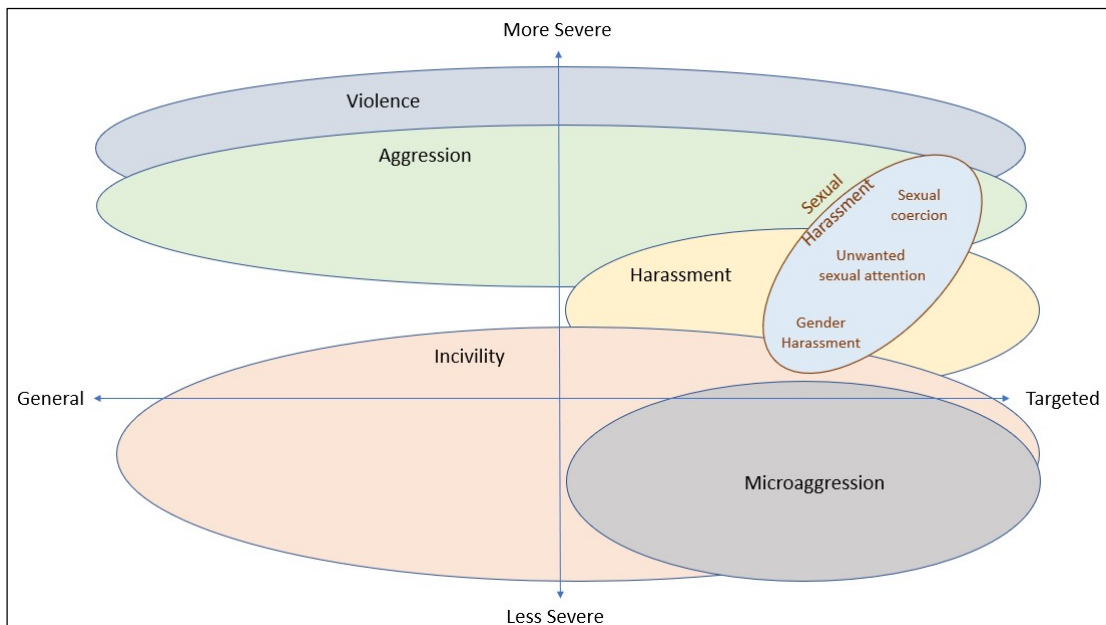 More Severe
Violence
Aggression
Sexual
Harassment
Sexual
coercion
Unwanted
sexual attention
Harassment
Gender
Harassment
Incivility
General
Targeted
Microaggression
Less Severe